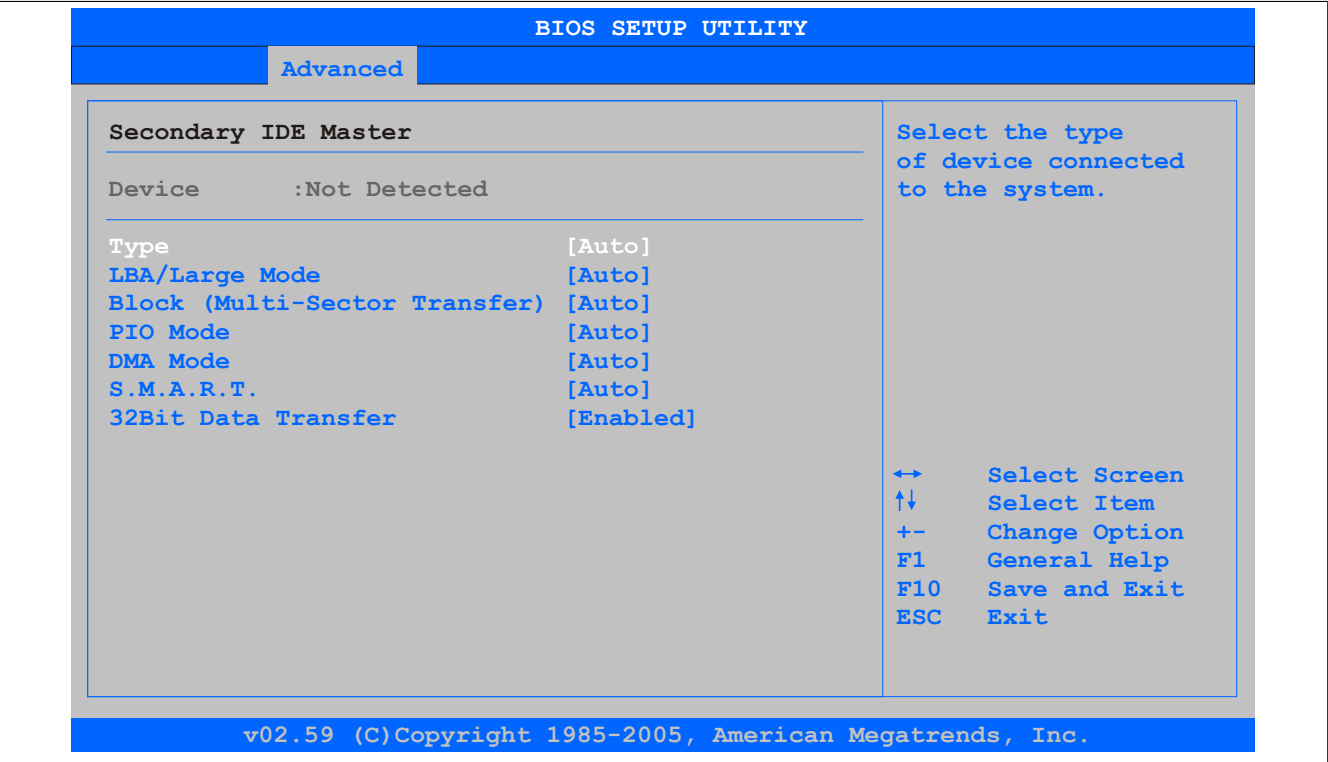 BIOS SETUP UTILITY
Advanced
Secondary IDE Master
Device :Not Detected
Type [Auto]
LBA/Large Mode [Auto]
Block (Multi-Sector Transfer) [Auto]
PIO Mode [Auto]
DMA Mode [Auto]
S.M.A.R.T. [Auto]
32Bit Data Transfer [Enabled]
Select the type
of device connected
to the system.
↔ Select Screen
↑↓ Select Item
+- Change Option
F1 General Help
F10 Save and Exit
ESC Exit
v02.59 (C)Copyright 1985-2005, American Megatrends, Inc.